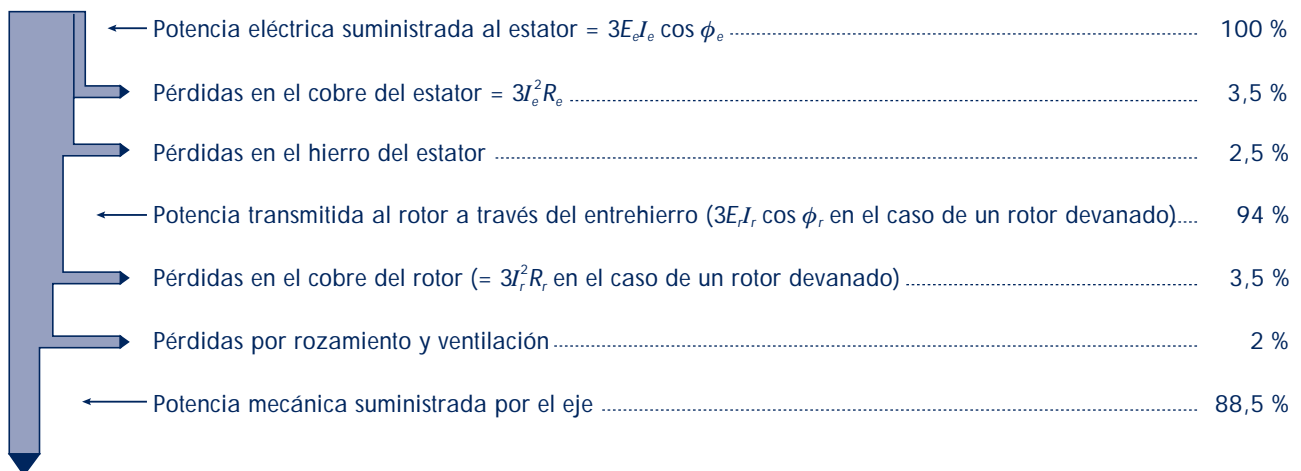 Potencia eléctrica suministrada al estator = 3EₑIₑ cos ϕₑ ........ 100 %
Pérdidas en el cobre del estator = 3Iₑ²Rₑ ........ 3,5 %
Pérdidas en el hierro del estator ........ 2,5 %
Potencia transmitida al rotor a través del entrehierro (3EᵣIᵣ cos ϕᵣ en el caso de un rotor devanado).... 94 %
Pérdidas en el cobre del rotor (= 3Iᵣ²Rᵣ en el caso de un rotor devanado) ........ 3,5 %
Pérdidas por rozamiento y ventilación ........ 2 %
Potencia mecánica suministrada por el eje ........ 88,5 %